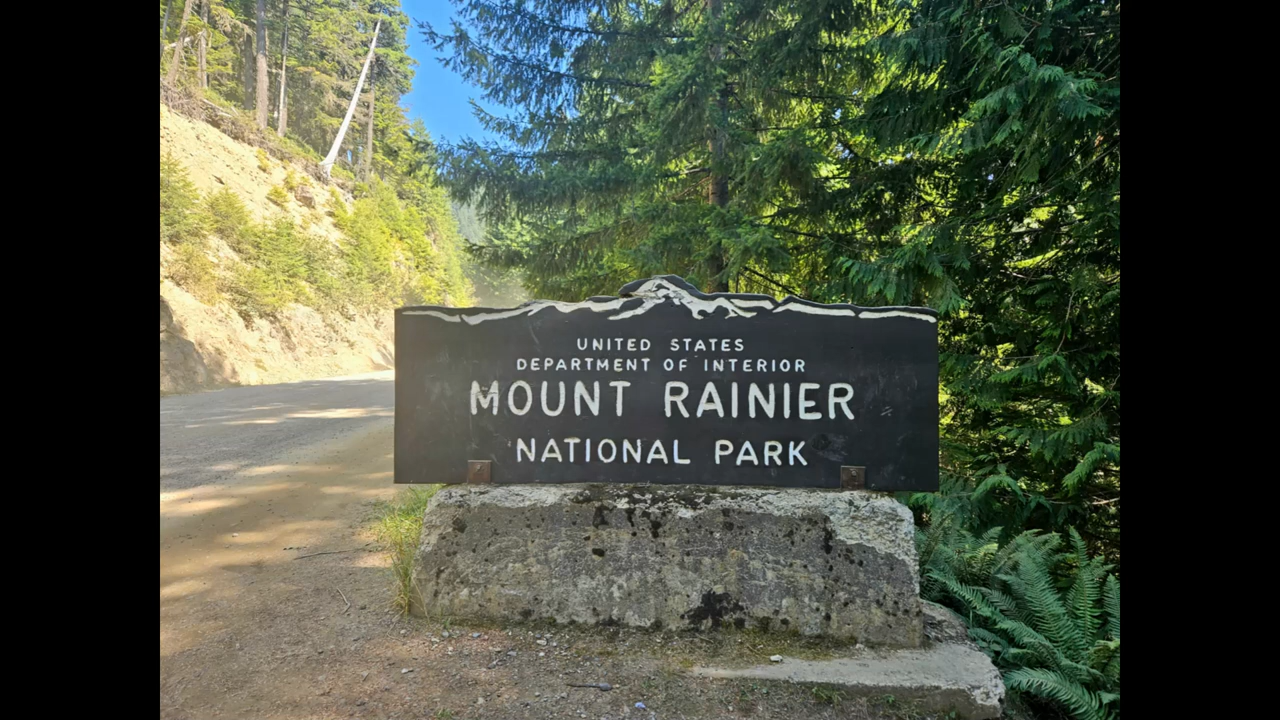 UNITED STATES
DEPARTMENT OF INTERIOR
MOUNT RAINIER
NATIONAL PARK